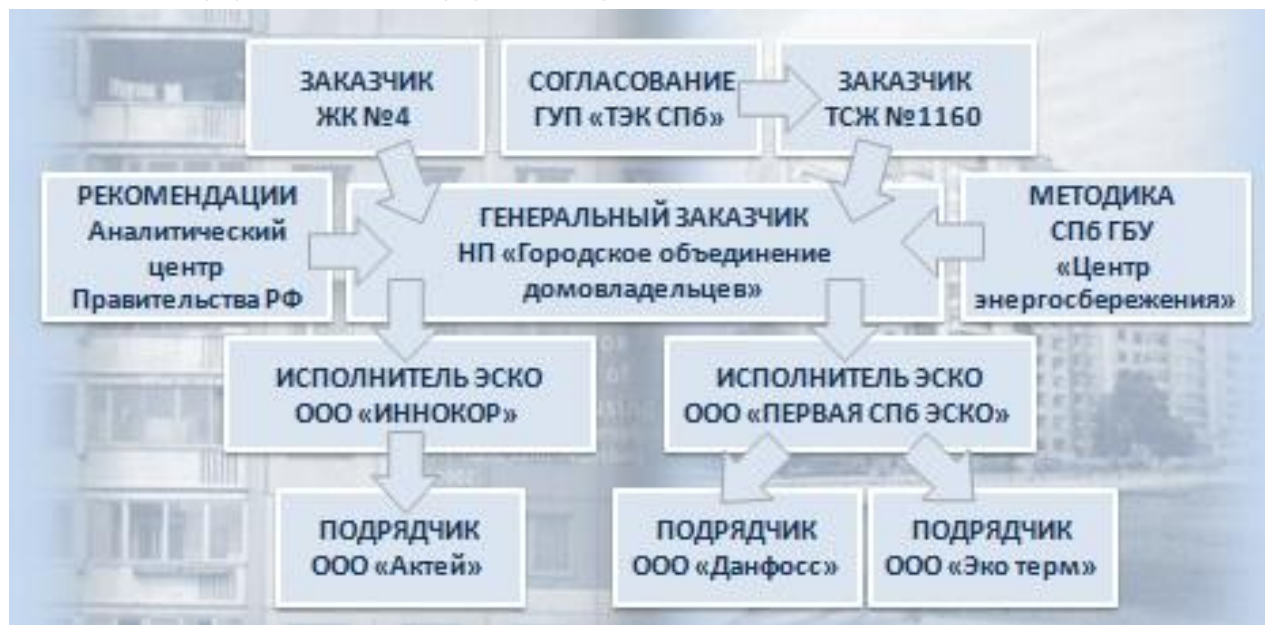 ЗАКАЗЧИК
ЖК №4
СОГЛАСОВАНИЕ
ГУП «ТЭК СПб»
ЗАКАЗЧИК
ТСЖ №1160
РЕКОМЕНДАЦИИ
Аналитический
центр
Правительства РФ
ГЕНЕРАЛЬНЫЙ ЗАКАЗЧИК
НП «Городское объединение
домовладельцев»
МЕТОДИКА
СПб ГБУ
«Центр
энергосбережения»
ИСПОЛНИТЕЛЬ ЭСКО
ООО «ИННОКОР»
ИСПОЛНИТЕЛЬ ЭСКО
ООО «ПЕРВАЯ СПб ЭСКО»
ПОДРЯДЧИК
ООО «Актей»
ПОДРЯДЧИК
ООО «Данфосс»
ПОДРЯДЧИК
ООО «Эко терм»